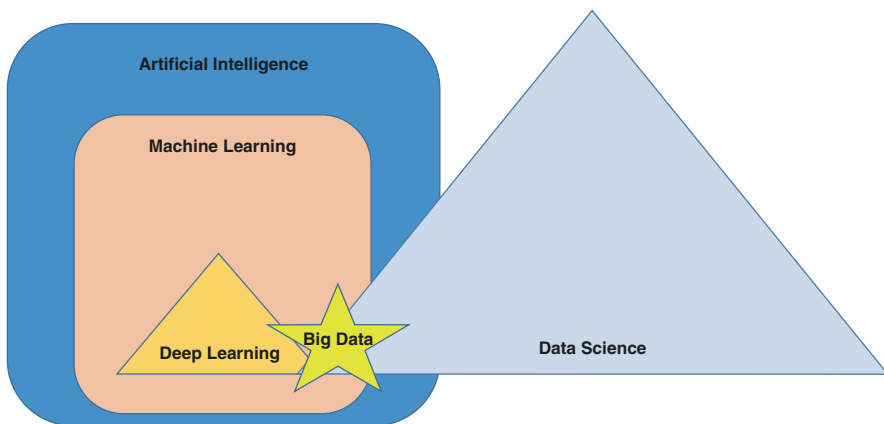 Artificial Intelligence
Machine Learning
Big Data
Deep Learning
Data Science